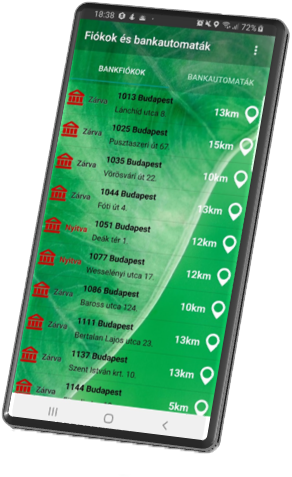 18:38 72%
Fiókok és bankautomaták
BANKFIÓKOK BANKAUTOMATÁK
Zárva 1013 Budapest 13km
Lánchíd utca 8.
Zárva 1025 Budapest 15km
Pusztaszeri út 67.
Zárva 1035 Budapest 10km
Vörösvári út 22.
Zárva 1044 Budapest 13km
Fóti út 4.
Nyitva 1051 Budapest 12km
Deák tér 1.
Nyitva 1077 Budapest 12km
Wesselényi utca 17.
Zárva 1086 Budapest 10km
Baross utca 124.
Zárva 1111 Budapest 13km
Bertalan Lajos utca 23.
Zárva 1137 Budapest 13km
Szent István krt. 10.
Zárva 1144 Budapest 5km